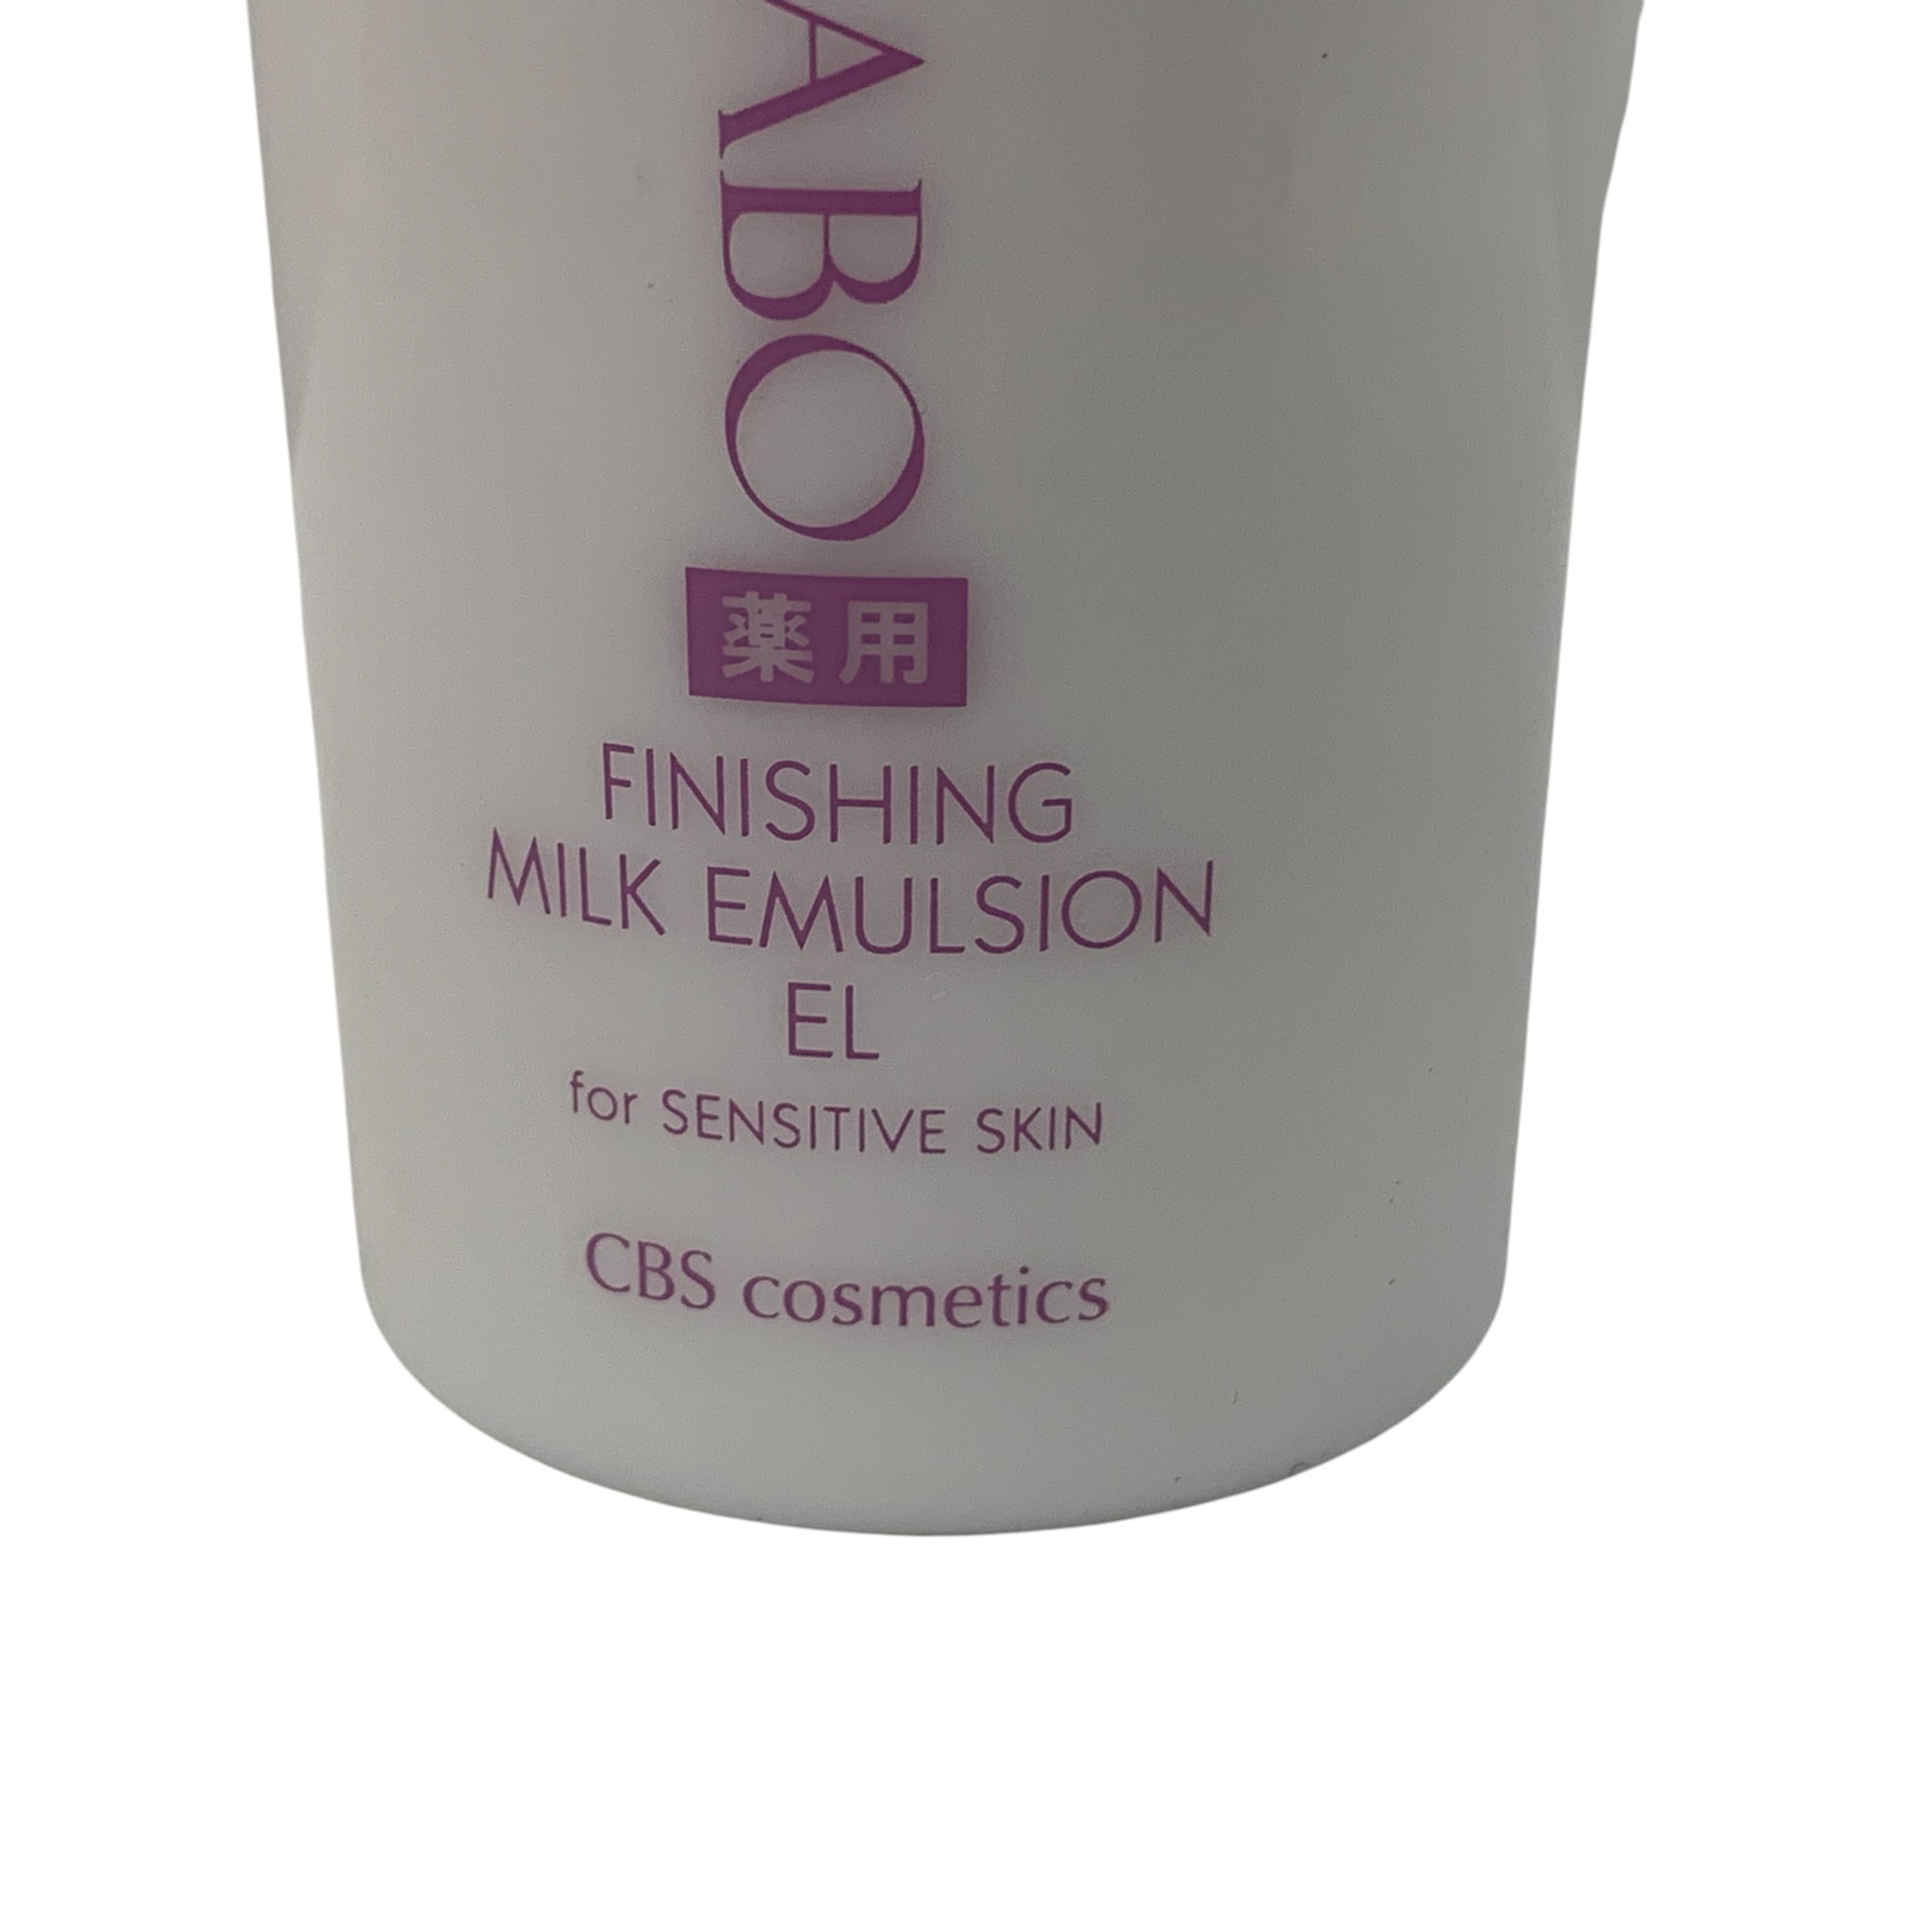 ABO
薬用
FINISHING
MILK EMULSION
EL
for SENSITIVE SKIN
CBS cosmetics